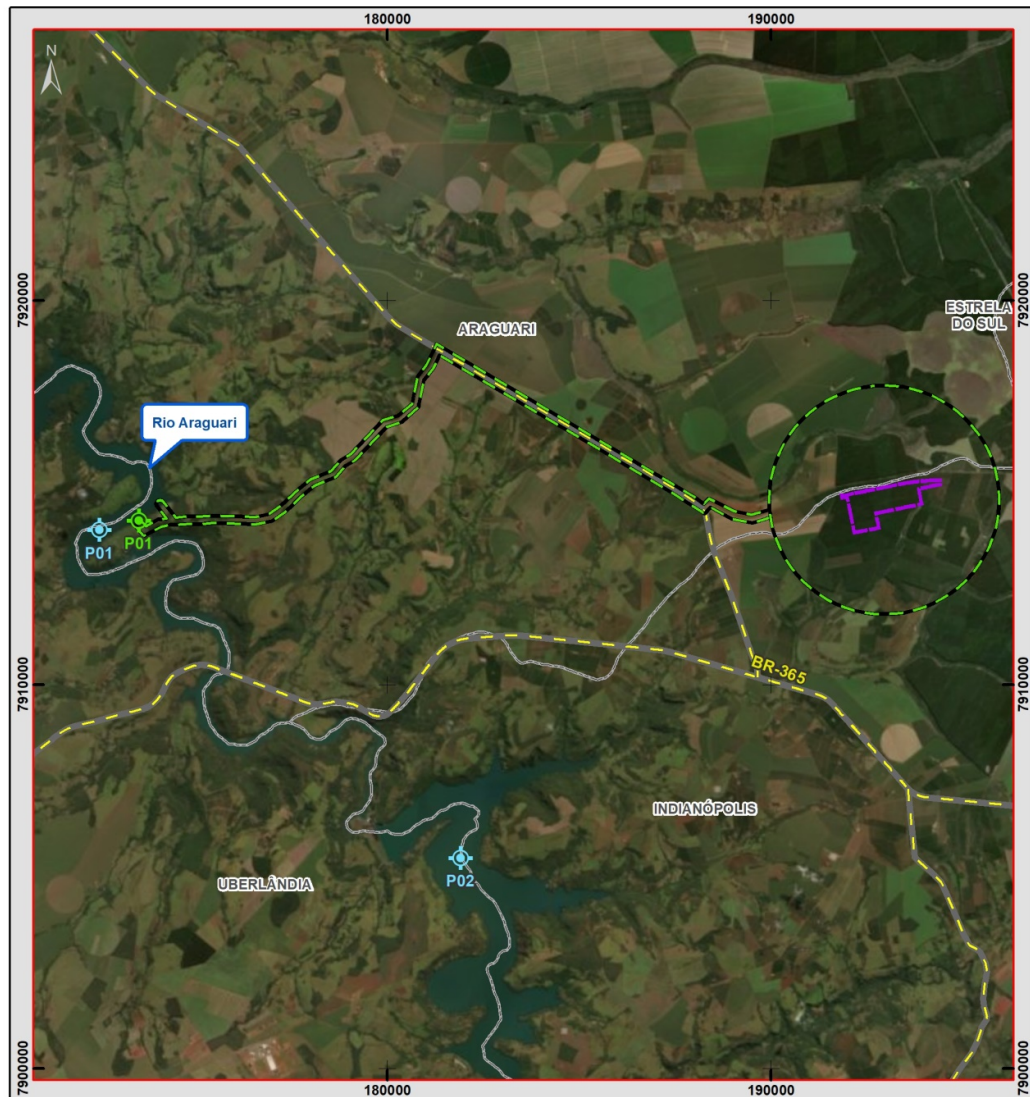 180000
190000
N
7920000
7920000
ARAGUARI
ESTRELA
DO SUL
Rio Araguari
P01
P01
BR-365
7910000
7910000
INDIANÓPOLIS
UBERLÂNDIA
P02
7900000
7900000
180000
190000